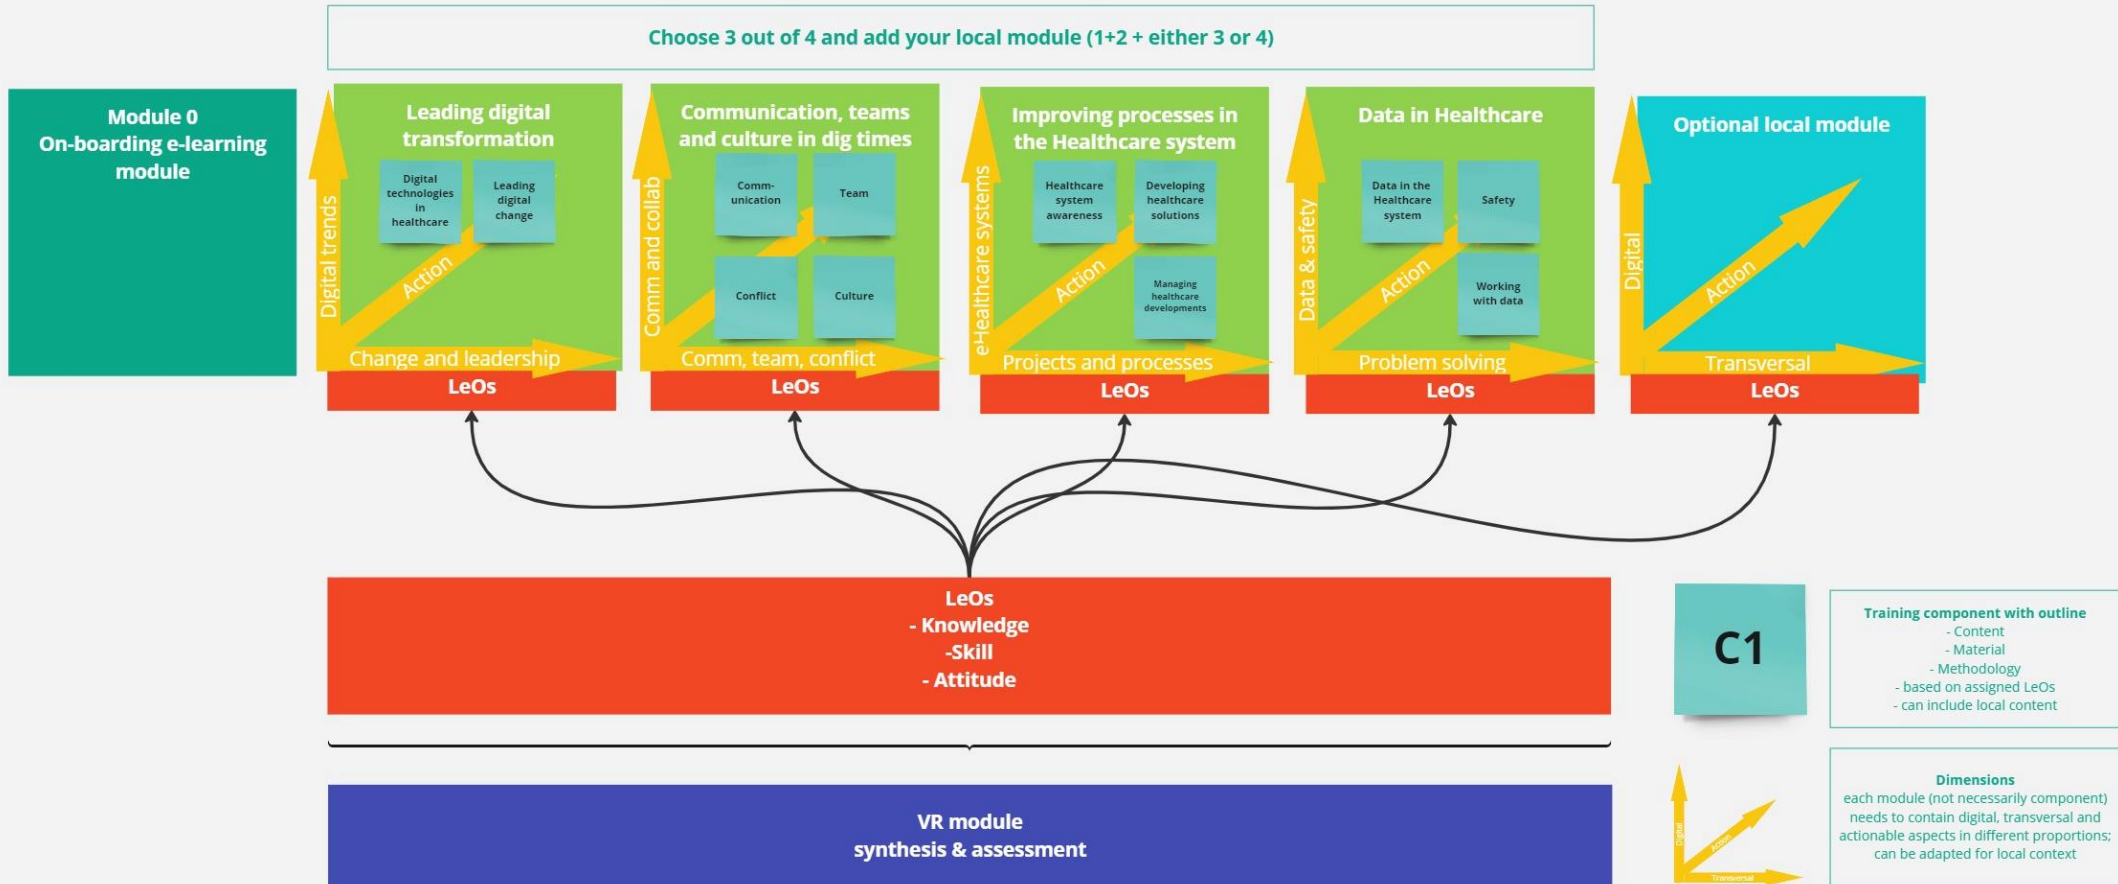 Choose 3 out of 4 and add your local module (1+2 + either 3 or 4)
Module 0
On-boarding e-learning
module
Leading digital
transformation
Digital
technologies
in
healthcare
Leading
digital
change
Digital trends
Action
Change and leadership
LeOs
Communication, teams
and culture in dig times
Comm-
unication
Team
Conflict
Culture
Comm and collab
Comm, team, conflict
LeOs
Improving processes in
the Healthcare system
Healthcare
system
awareness
Developing
healthcare
solutions
Managing
healthcare
developments
eHealthcare systems
Action
Projects and processes
LeOs
Data in Healthcare
Data in the
Healthcare
system
Safety
Working
with data
Data & safety
Action
Problem solving
LeOs
Optional local module
Digital
Action
Transversal
LeOs
LeOs
- Knowledge
-Skill
- Attitude
VR module
synthesis & assessment
C1
Training component with outline
- Content
- Material
- Methodology
- based on assigned LeOs
- can include local content
Digital
Action
Transversal
Dimensions
each module (not necessarily component)
needs to contain digital, transversal and
actionable aspects in different proportions;
can be adapted for local context